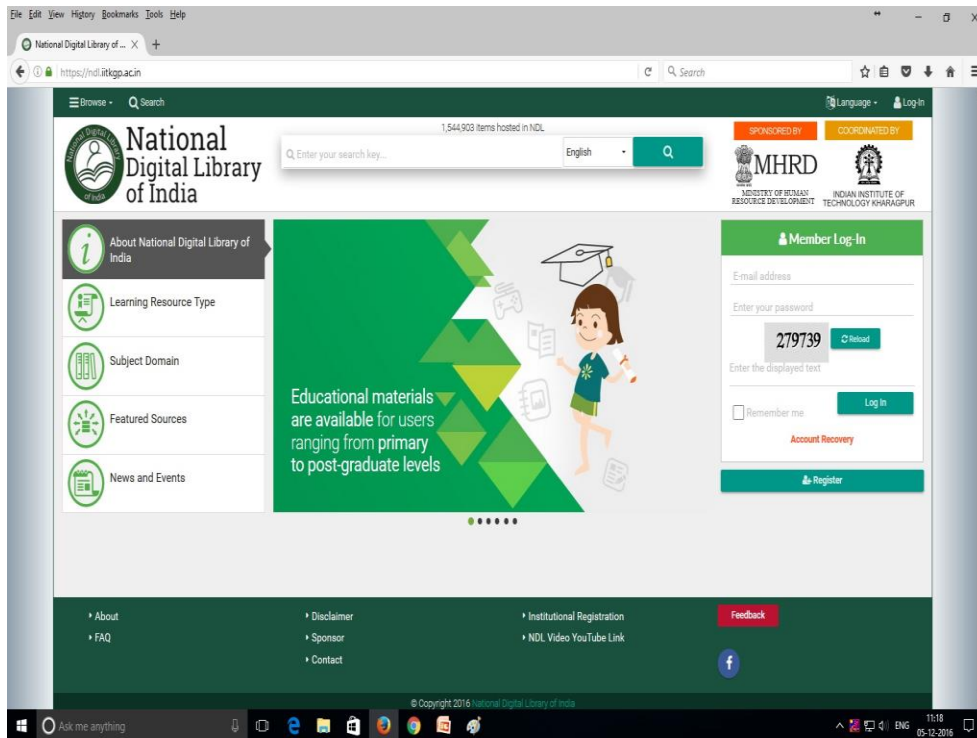 File Edit View History Bookmarks Tools Help
National Digital Library of ...
https://ndl.iitkgp.ac.in
Search
Browse
Search
Language
Log-In
National Digital Library
of India
National
Digital Library
of India
1,544,903 items hosted in NDL
Enter your search key...
English
SPONSORED BY
MHRD
MINISTRY OF HUMAN
RESOURCE DEVELOPMENT
COORDINATED BY
INDIAN INSTITUTE OF
TECHNOLOGY KHARAGPUR
About National Digital Library of
India
Learning Resource Type
Subject Domain
Featured Sources
News and Events
Educational materials
are available for users
ranging from primary
to post-graduate levels
Member Log-In
E-mail address
Enter your password
279739
Reload
Enter the displayed text
Remember me
Log In
Account Recovery
Register
About
FAQ
Disclaimer
Sponsor
Contact
Institutional Registration
NDL Video YouTube Link
Feedback
© Copyright 2016 National Digital Library of India
Ask me anything
ENG
11:18
05-12-2016